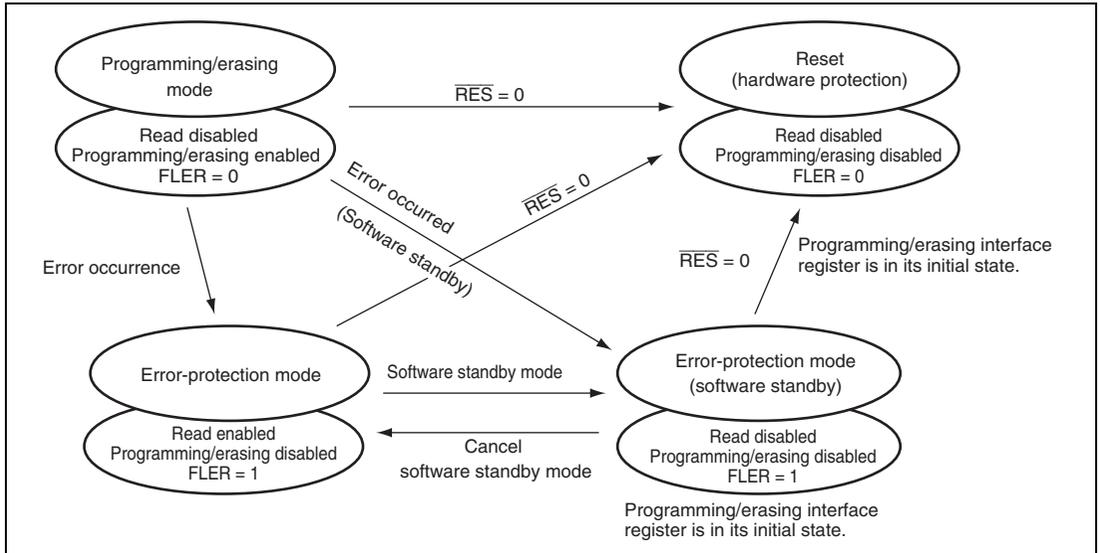 Programming/erasing
mode
Read disabled
Programming/erasing enabled
FLER = 0
RES = 0
Reset
(hardware protection)
Read disabled
Programming/erasing disabled
FLER = 0
Error occurred
(Software standby)
RES = 0
Error occurrence
RES = 0
Programming/erasing interface
register is in its initial state.
Error-protection mode
Read enabled
Programming/erasing disabled
FLER = 1
Software standby mode
Cancel
software standby mode
Error-protection mode
(software standby)
Read disabled
Programming/erasing disabled
FLER = 1
Programming/erasing interface
register is in its initial state.